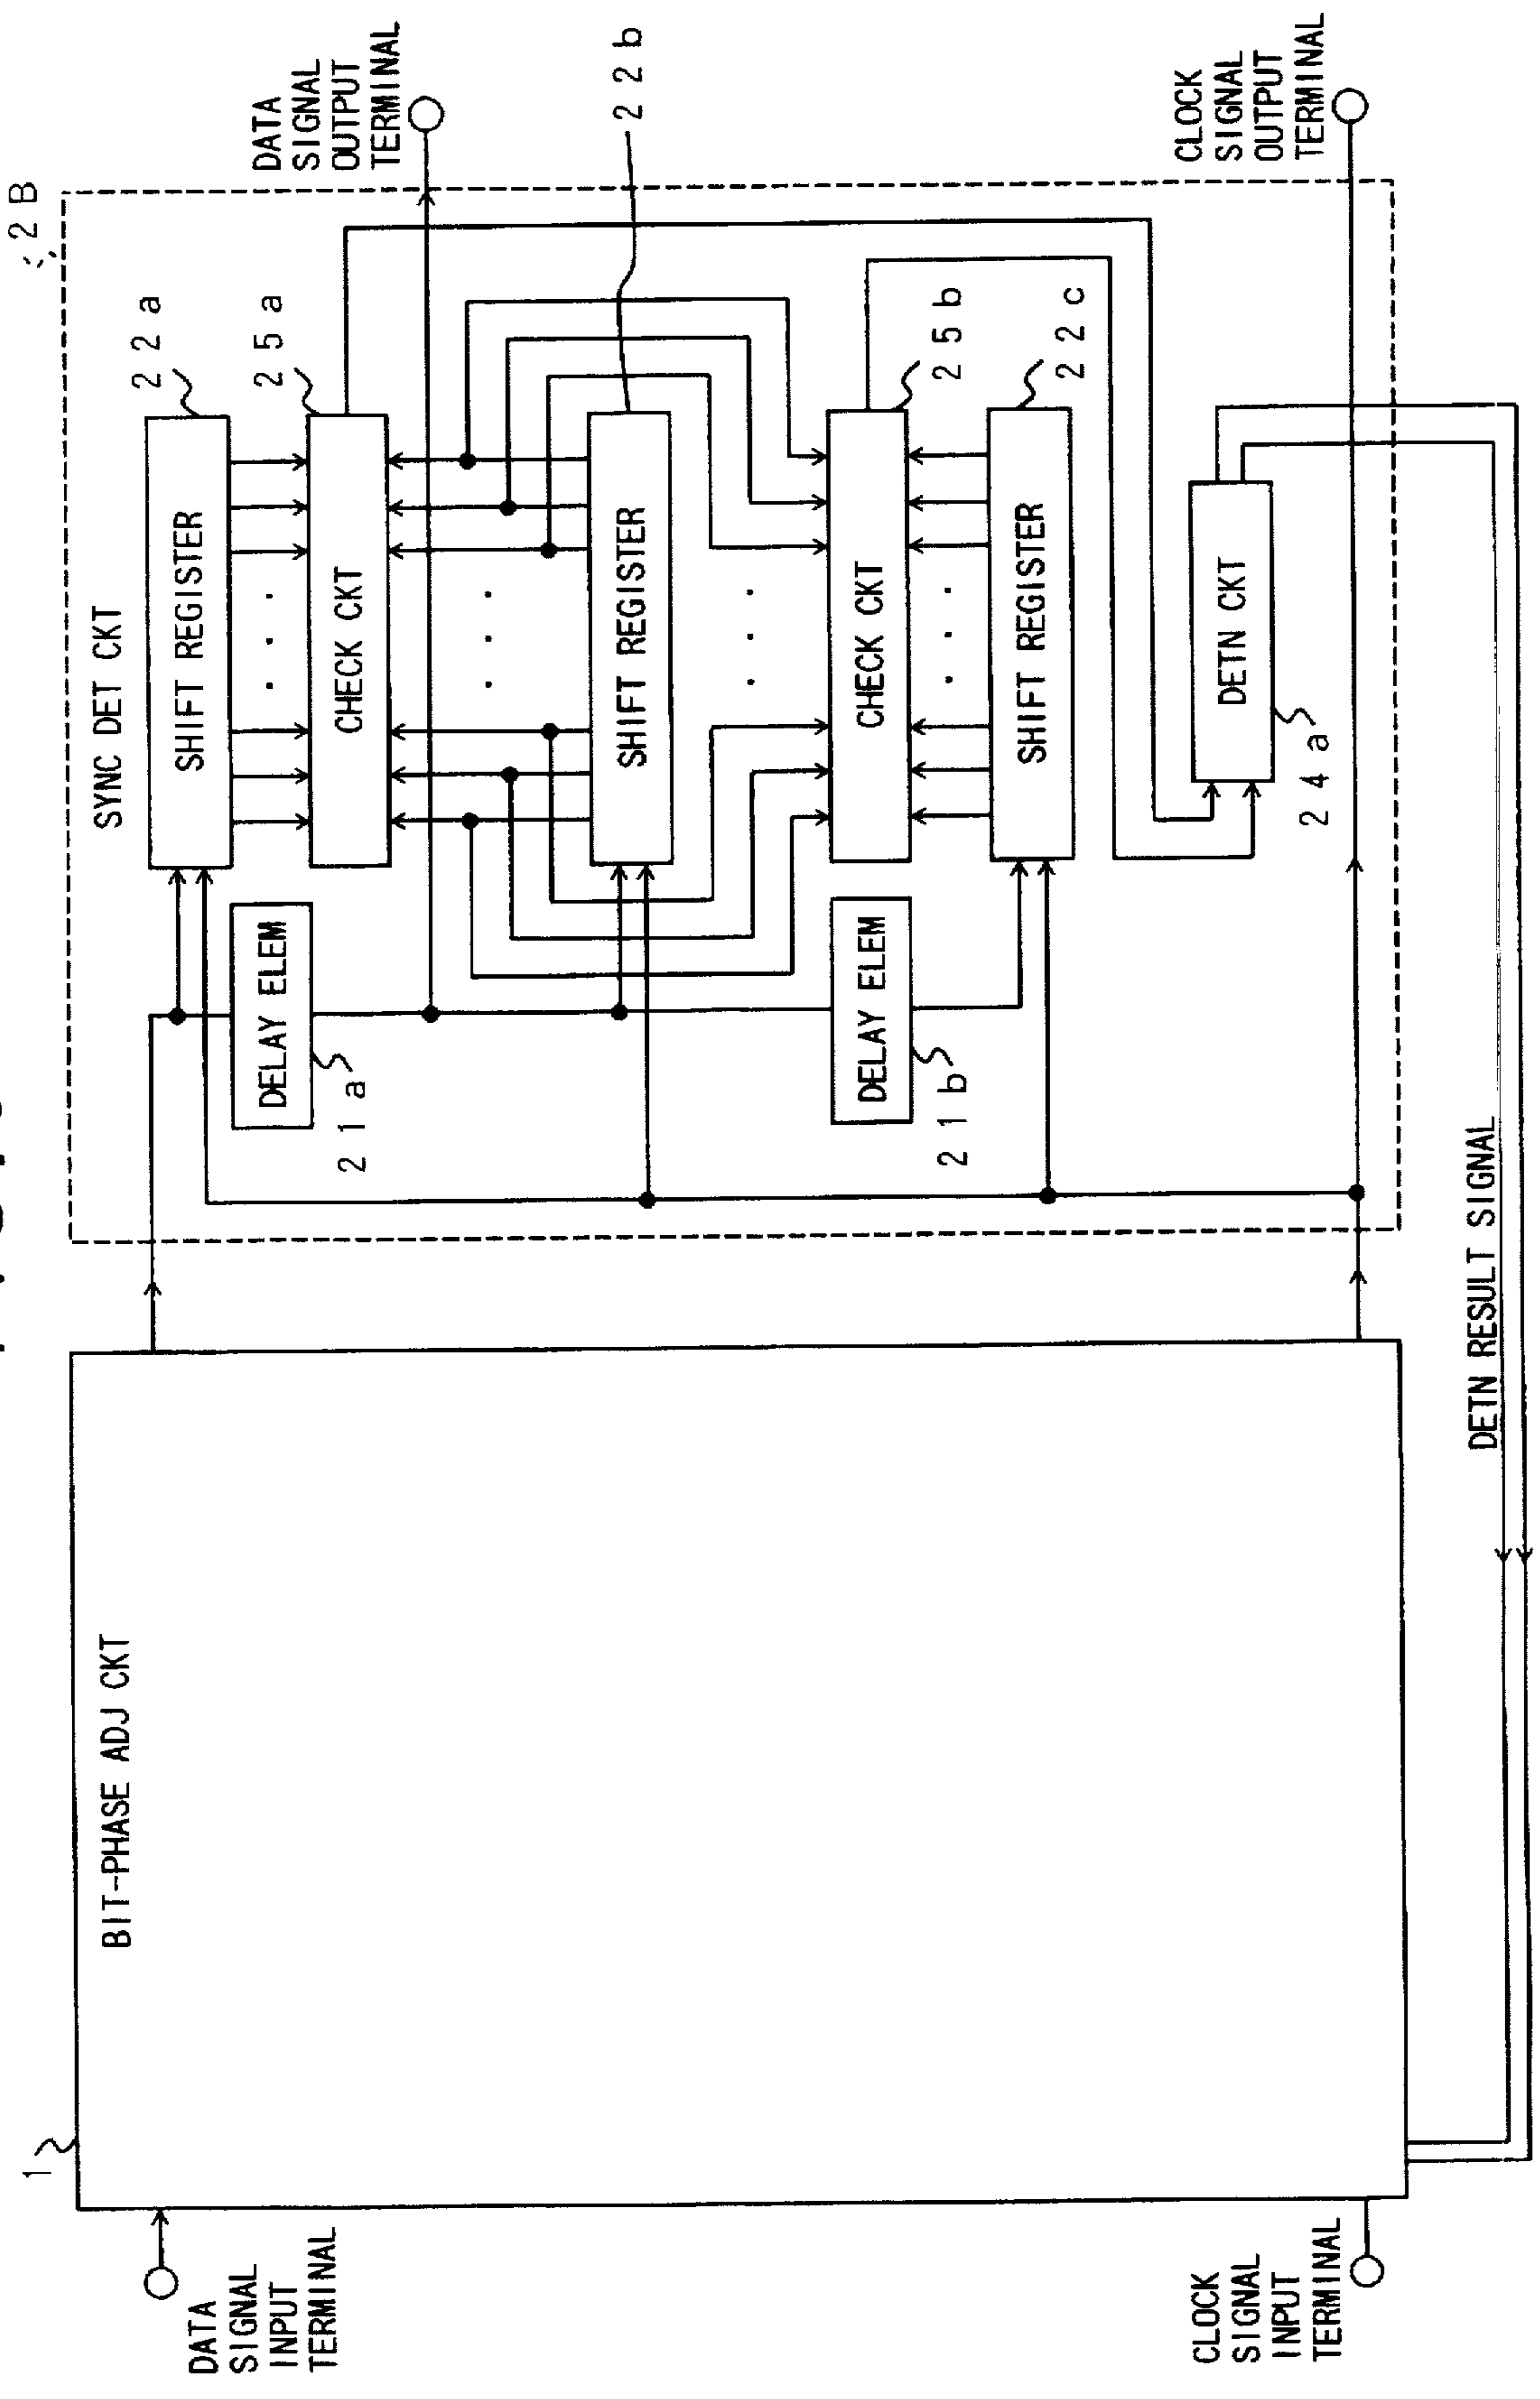 2 B
SYNC DET CKT
SHIFT REGISTER
2 2 a
CHECK CKT
2 5 a
DELAY ELEM
2 1 a
DATA
SIGNAL
OUTPUT
TERMINAL
SHIFT REGISTER
2 2 b
CHECK CKT
2 5 b
DELAY ELEM
2 1 b
SHIFT REGISTER
2 2 c
DETN CKT
2 4 a
CLOCK
SIGNAL
OUTPUT
TERMINAL
DETN RESULT SIGNAL
1
BIT-PHASE ADJ CKT
DATA
SIGNAL
INPUT
TERMINAL
CLOCK
SIGNAL
INPUT
TERMINAL